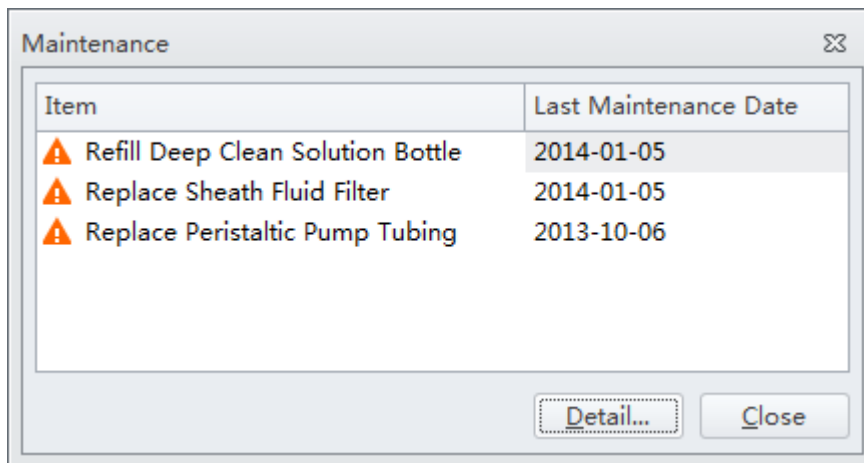 Maintenance
Item Last Maintenance Date
Refill Deep Clean Solution Bottle 2014-01-05
Replace Sheath Fluid Filter 2014-01-05
Replace Peristaltic Pump Tubing 2013-10-06
Detail... Close